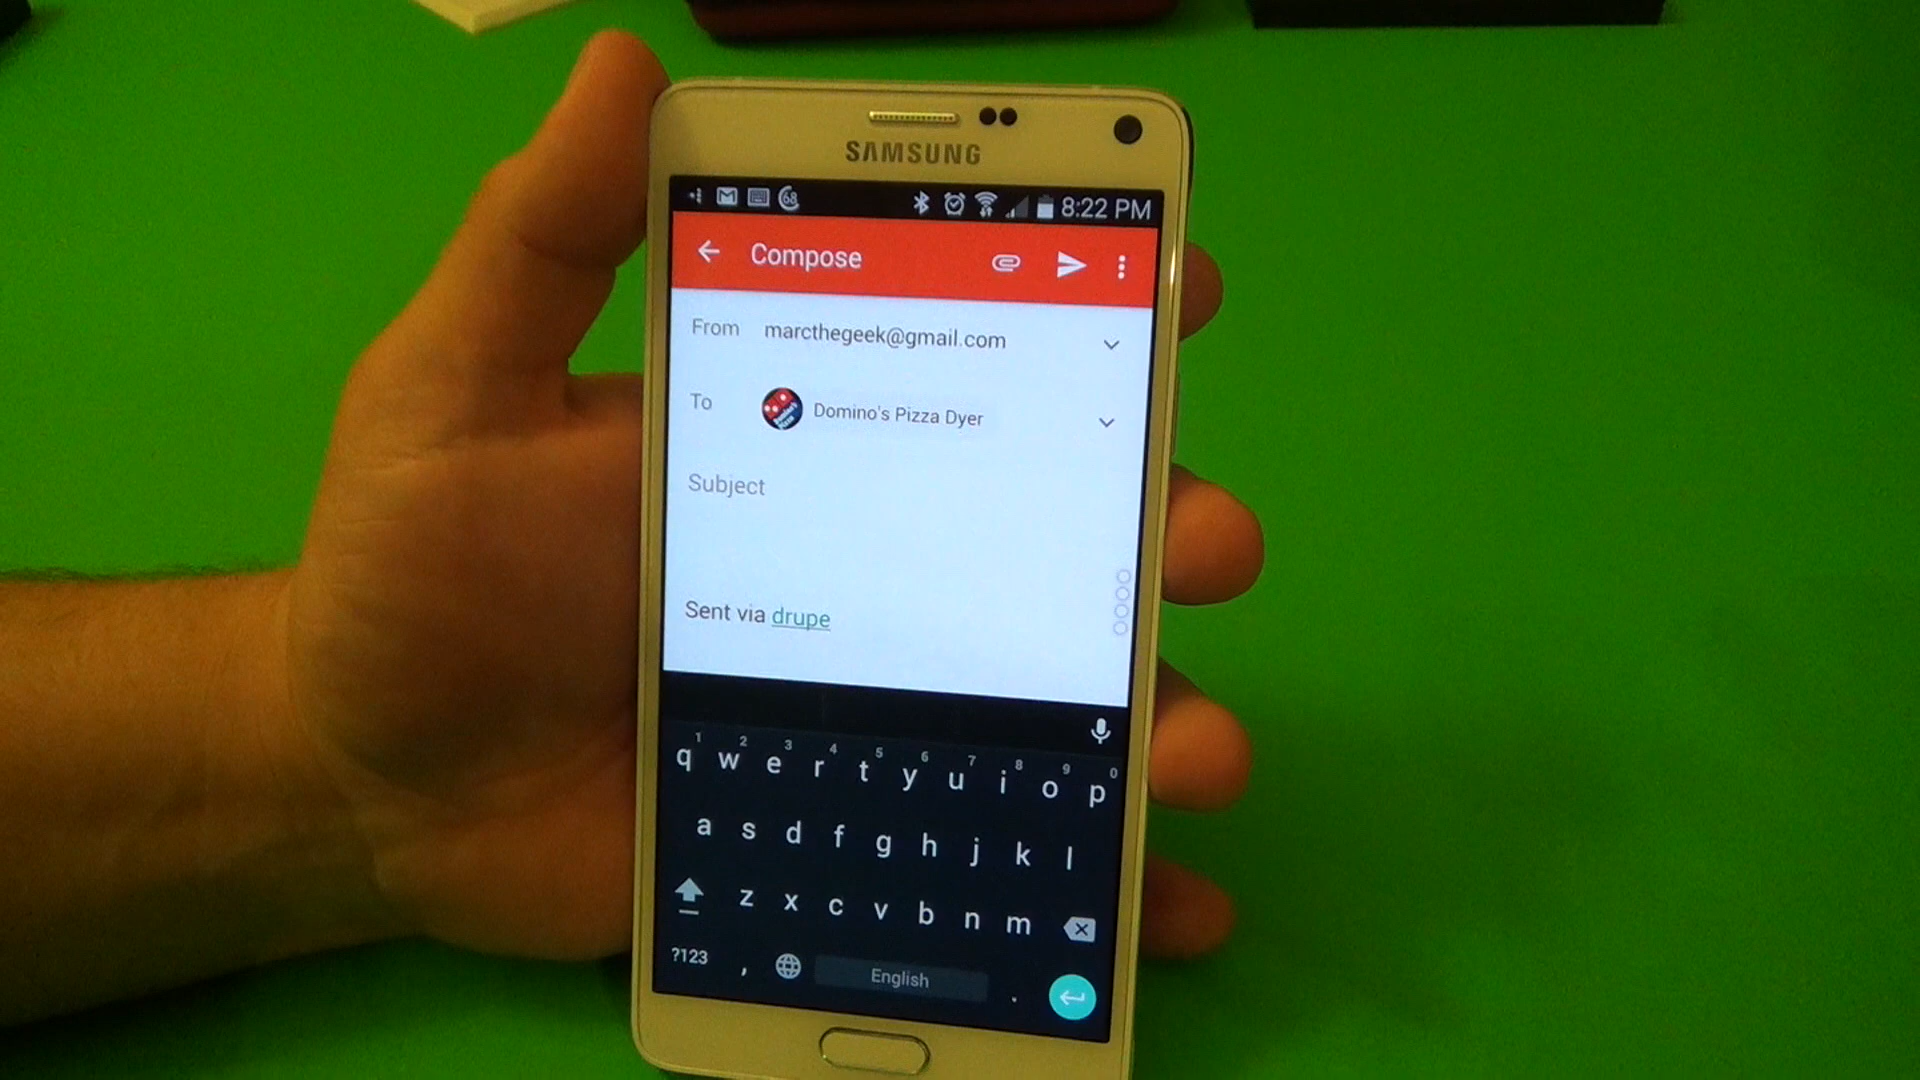 SAMSUNG
68 8:22 PM
Compose
From marcthegeek@gmail.com
To Domino's Pizza Dyer
Subject
Sent via drupe
1 2 3 4 5 6 7 8 9 0
q w e r t y u i o p
a s d f g h j k l
z x c v b n m
?123 , English .